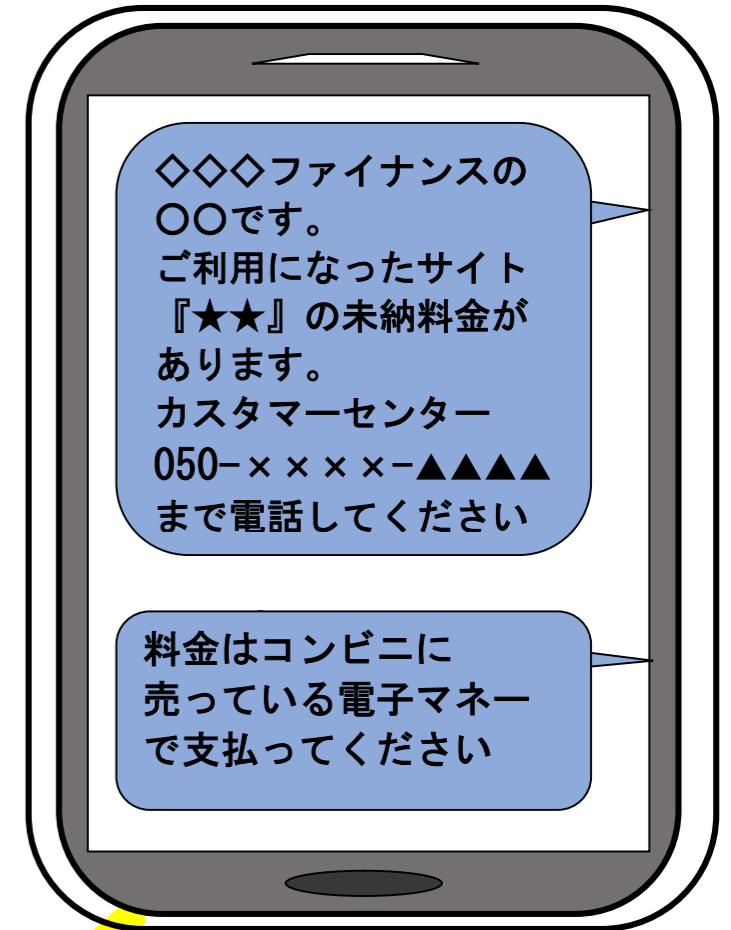 ◇◇◇ファイナンスの
〇〇です。
ご利用になったサイト
『★★』の未納料金が
あります。
カスタマーセンター
050-××××-▲▲▲▲
まで電話してください
料金はコンビニに
売っている電子マネー
で支払ってください